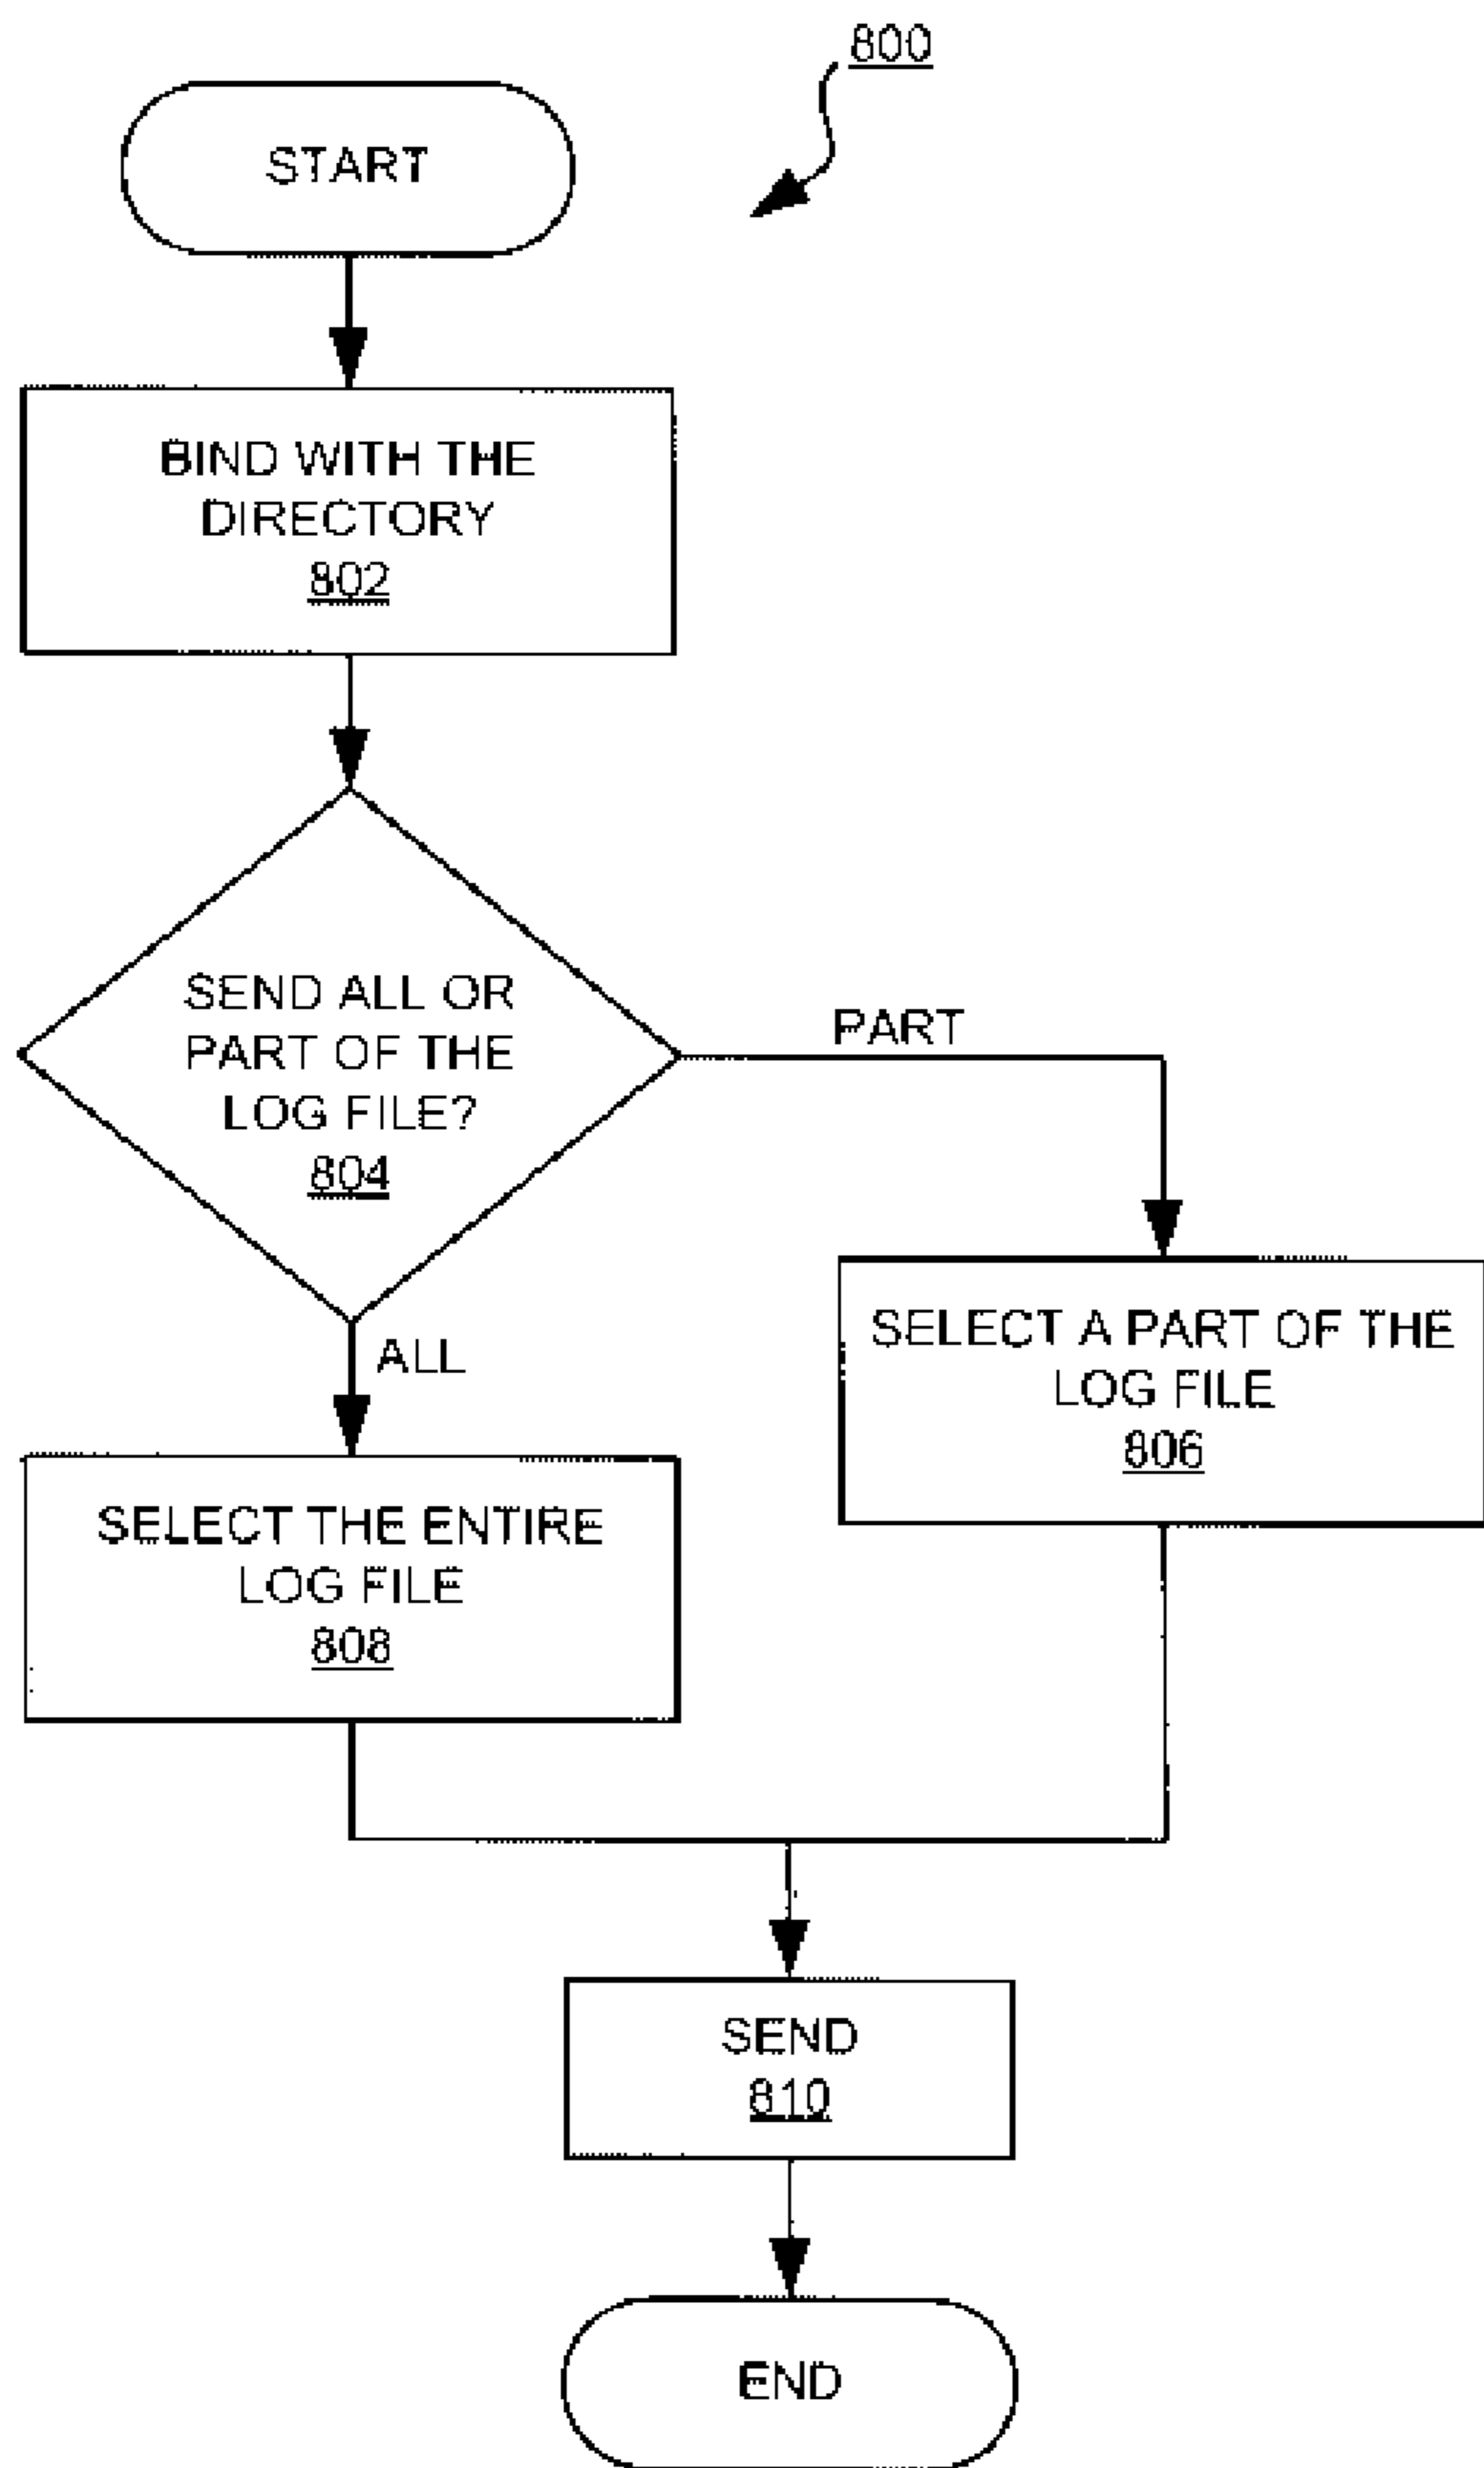 800
START
BIND WITH THE
DIRECTORY
802
SEND ALL OR
PART OF THE
LOG FILE?
804
PART
ALL
SELECT A PART OF THE
LOG FILE
806
SELECT THE ENTIRE
LOG FILE
808
SEND
810
END